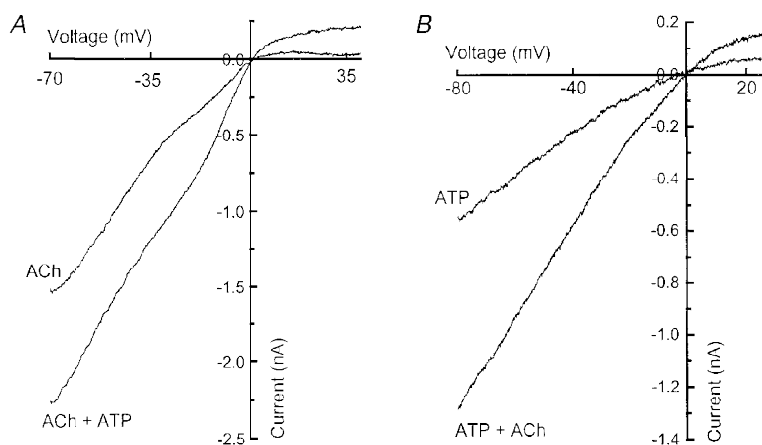 A
Voltage (mV)
-70
-35
0.0
35
-0.5
-1.0
-1.5
-2.0
-2.5
ACh
ACh + ATP
Current (nA)
B
Voltage (mV)
-80
-40
0.2
0.0
20
-0.2
-0.4
-0.6
-0.8
-1.0
-1.2
-1.4
ATP
ATP + ACh
Current (nA)